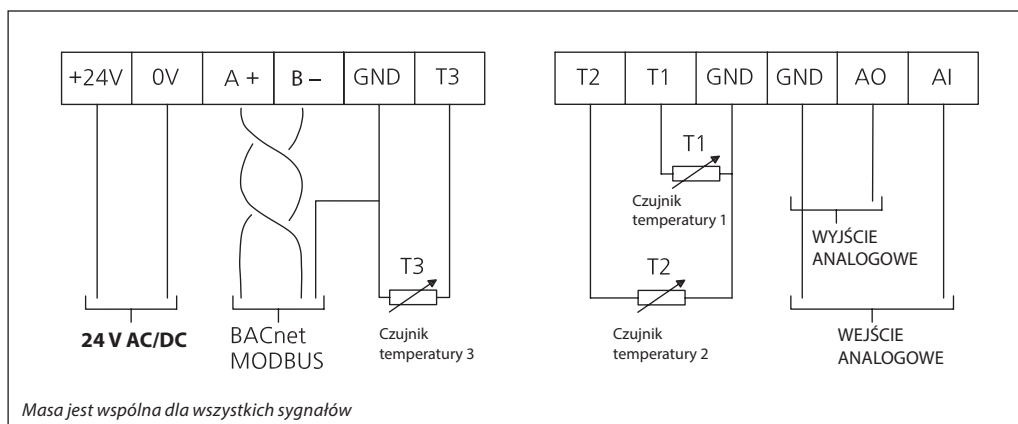 +24V 0V A + B – GND T3
T2 T1 GND GND AO AI
T1
Czujnik
temperatury 1
WYJŚCIE
ANALOGOWE
T3
T2
24 V AC/DC
BACnet
MODBUS
Czujnik
temperatury 3
Czujnik
temperatury 2
WEJŚCIE
ANALOGOWE
Masa jest wspólna dla wszystkich sygnałów